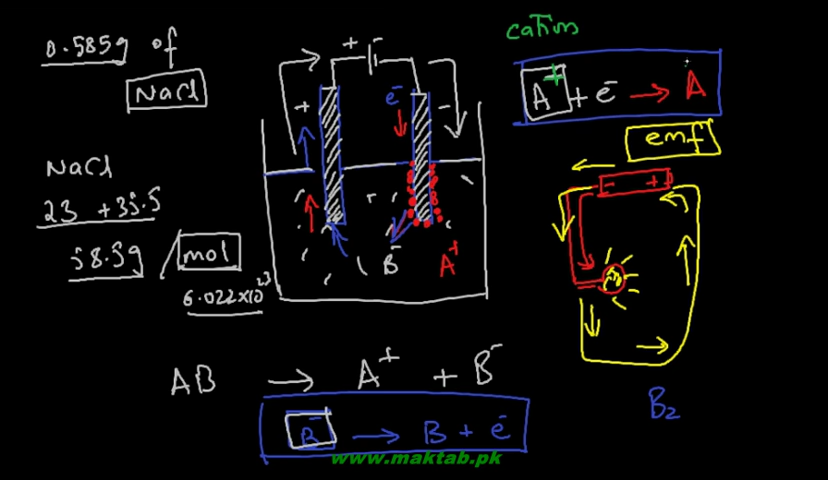 0.585g of
NaCl
NaCl
23 + 35.5
58.5g / mol
6.022×10²³
+
+
e⁻
-
B⁻
A⁺
cations
A⁺ + e⁻ → A
emf
- +
AB → A⁺ + B⁻
B⁻ → B + e⁻
B₂
www.maktab.pk